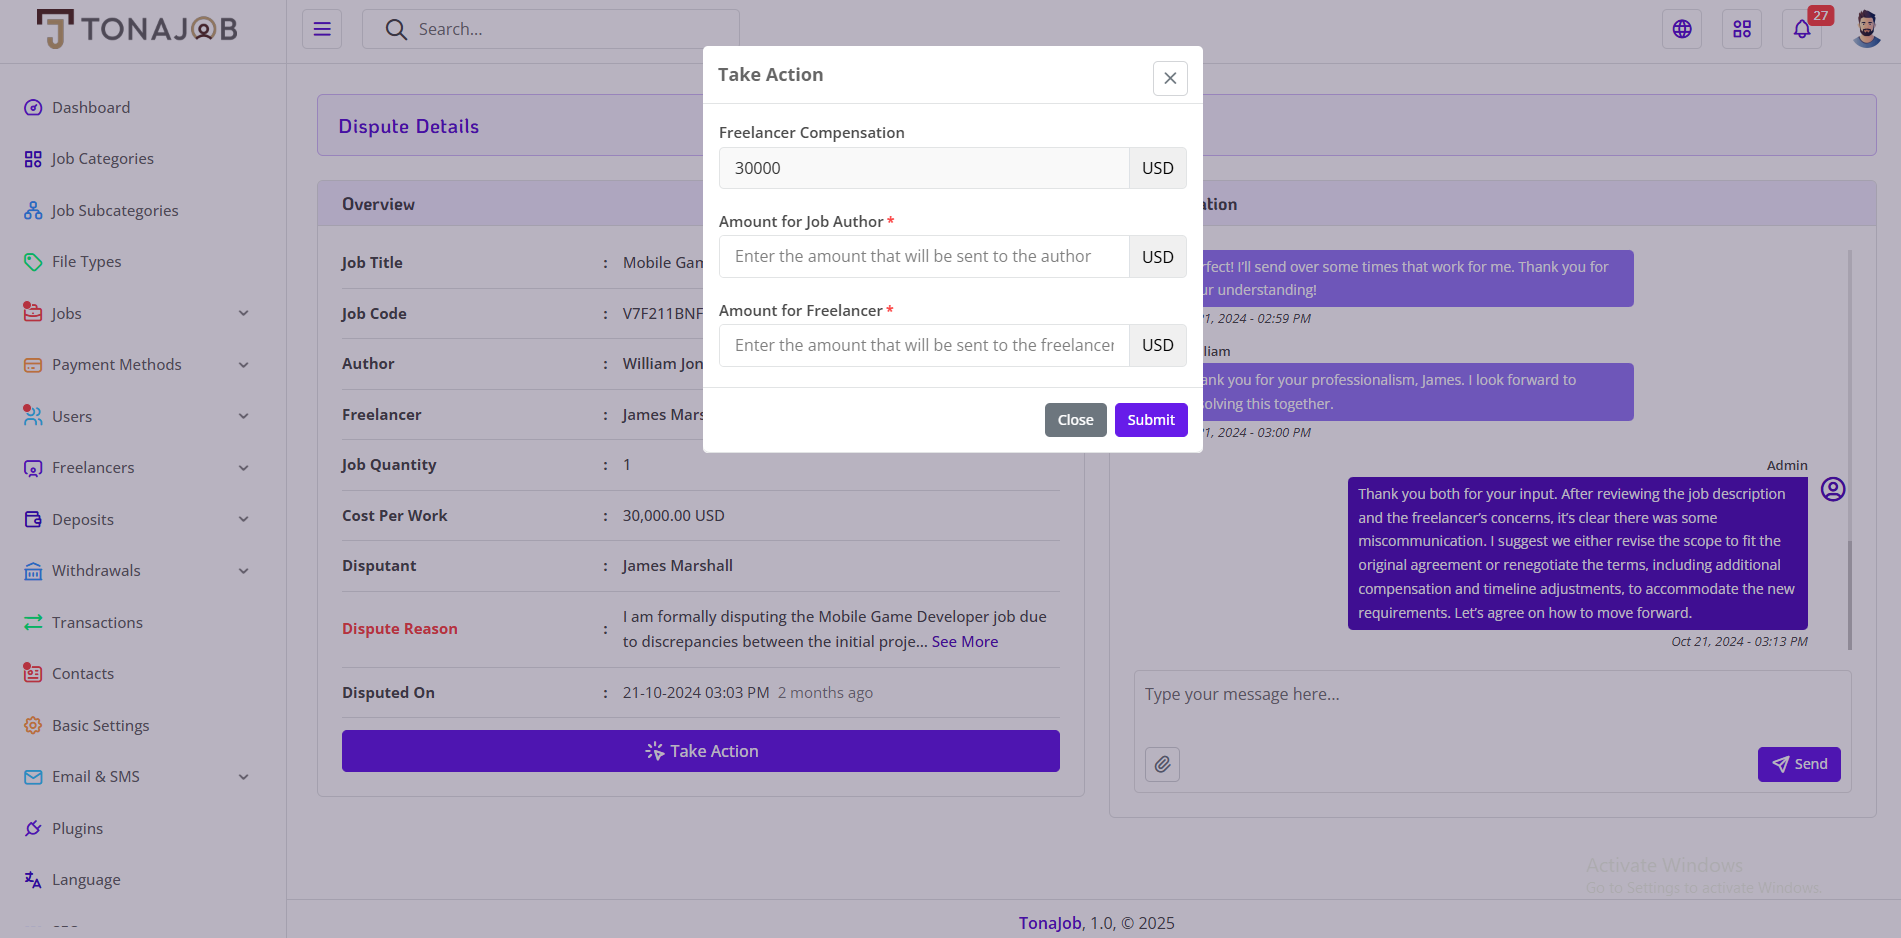 TONAJOB
Search...
27
Dashboard
Job Categories
Job Subcategories
File Types
Jobs
Payment Methods
Users
Freelancers
Deposits
Withdrawals
Transactions
Contacts
Basic Settings
Email & SMS
Plugins
Language
Dispute Details
Overview
Job Title : Mobile Gam
Job Code : V7F211BNF
Author : William Jon
Freelancer : James Mars
Job Quantity : 1
Cost Per Work : 30,000.00 USD
Disputant : James Marshall
Dispute Reason : I am formally disputing the Mobile Game Developer job due
to discrepancies between the initial proje... See More
Disputed On : 21-10-2024 03:03 PM 2 months ago
Take Action
Take Action
Freelancer Compensation
30000 USD
Amount for Job Author *
Enter the amount that will be sent to the author USD
Amount for Freelancer *
Enter the amount that will be sent to the freelancer USD
Close Submit
ation
rfect! I'll send over some times that work for me. Thank you for
ur understanding!
1, 2024 - 02:59 PM
liam
ank you for your professionalism, James. I look forward to
olving this together.
1, 2024 - 03:00 PM
Admin
Thank you both for your input. After reviewing the job description
and the freelancer's concerns, it's clear there was some
miscommunication. I suggest we either revise the scope to fit the
original agreement or renegotiate the terms, including additional
compensation and timeline adjustments, to accommodate the new
requirements. Let's agree on how to move forward.
Oct 21, 2024 - 03:13 PM
Type your message here...
Send
Activate Windows
Go to Settings to activate Windows.
TonaJob, 1.0, © 2025